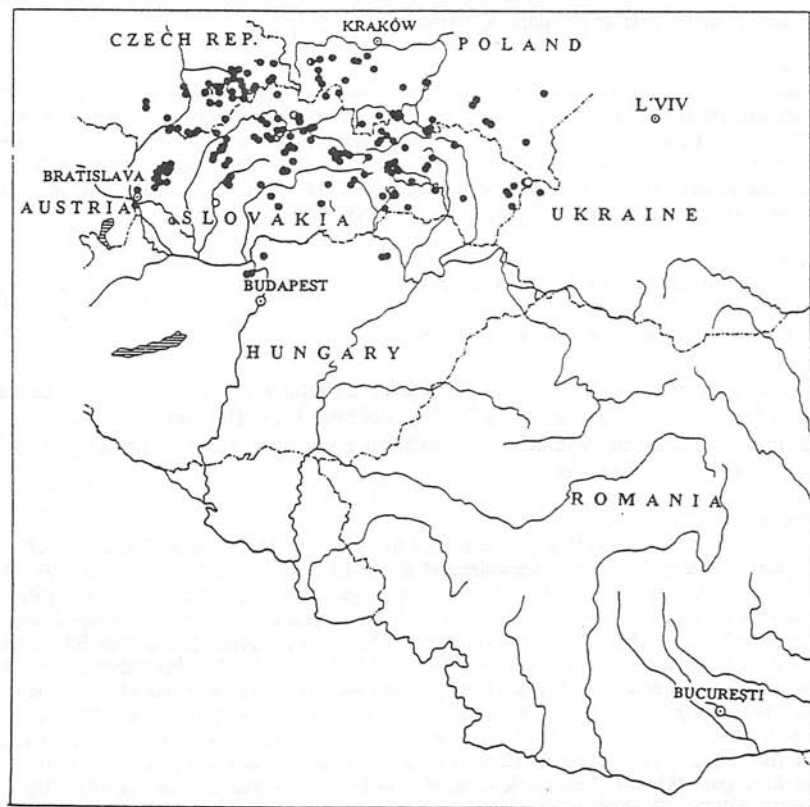 KRAKÓW
CZECH REP.
POLAND
L'VIV
BRATISLAVA
AUSTRIA
SLOVAKIA
UKRAINE
BUDAPEST
HUNGARY
ROMANIA
BUCUREȘTI